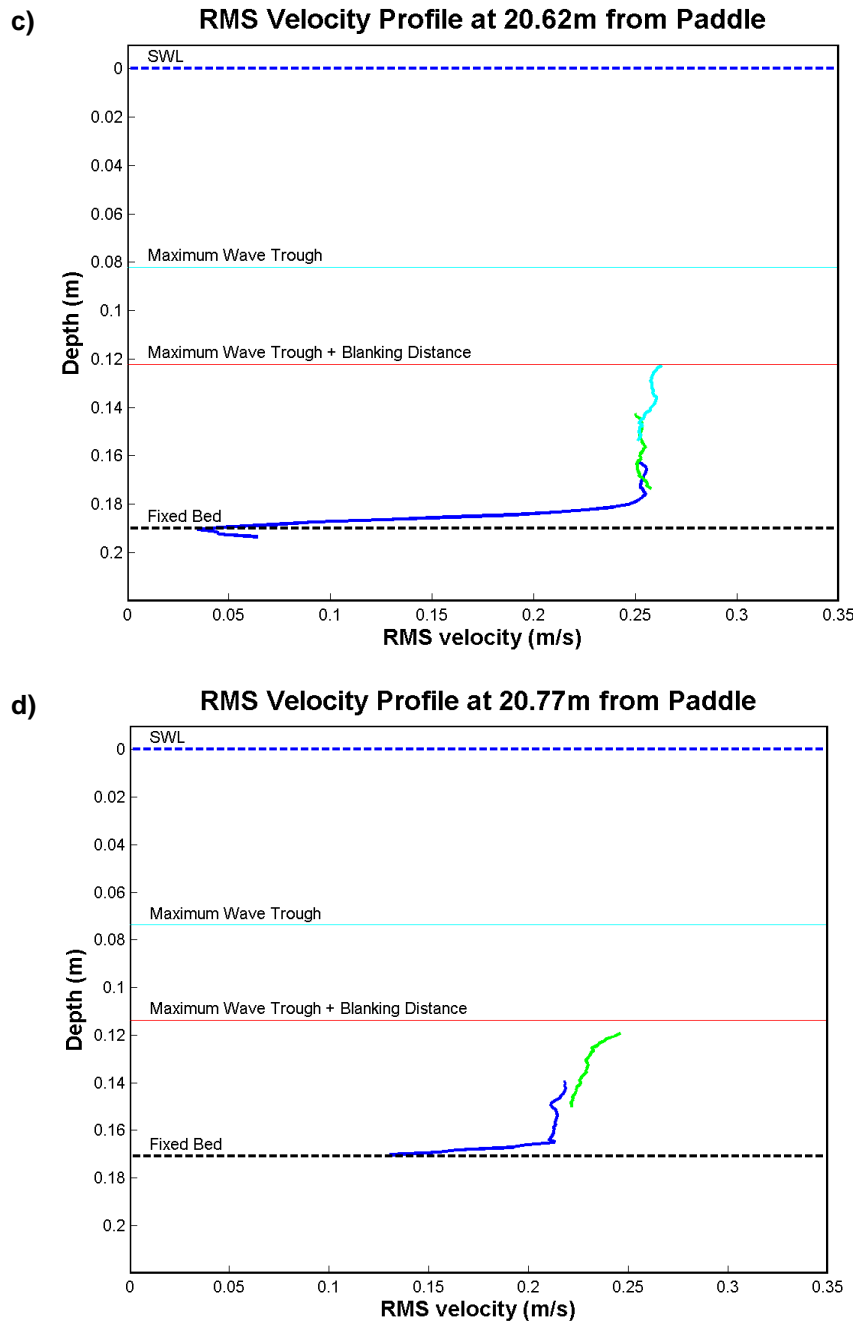 c)
RMS Velocity Profile at 20.62m from Paddle
SWL
0
0.02
0.04
0.06
Maximum Wave Trough
0.08
0.1
Maximum Wave Trough + Blanking Distance
0.12
0.14
0.16
0.18
Fixed Bed
0.2
Depth (m)
0 0.05 0.1 0.15 0.2 0.25 0.3 0.35
RMS velocity (m/s)
d)
RMS Velocity Profile at 20.77m from Paddle
SWL
0
0.02
0.04
0.06
Maximum Wave Trough
0.08
0.1
Maximum Wave Trough + Blanking Distance
0.12
0.14
0.16
Fixed Bed
0.18
0.2
Depth (m)
0 0.05 0.1 0.15 0.2 0.25 0.3 0.35
RMS velocity (m/s)